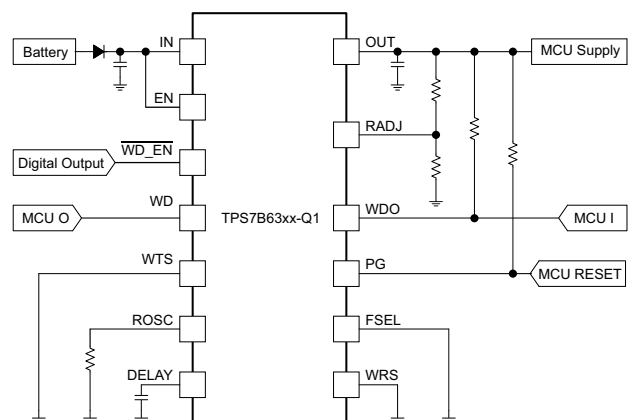 Battery
IN
EN
Digital Output
WD_EN
MCU O
WD
WTS
ROSC
DELAY
TPS7B63xx-Q1
OUT
MCU Supply
RADJ
WDO
MCU I
PG
MCU RESET
FSEL
WRS